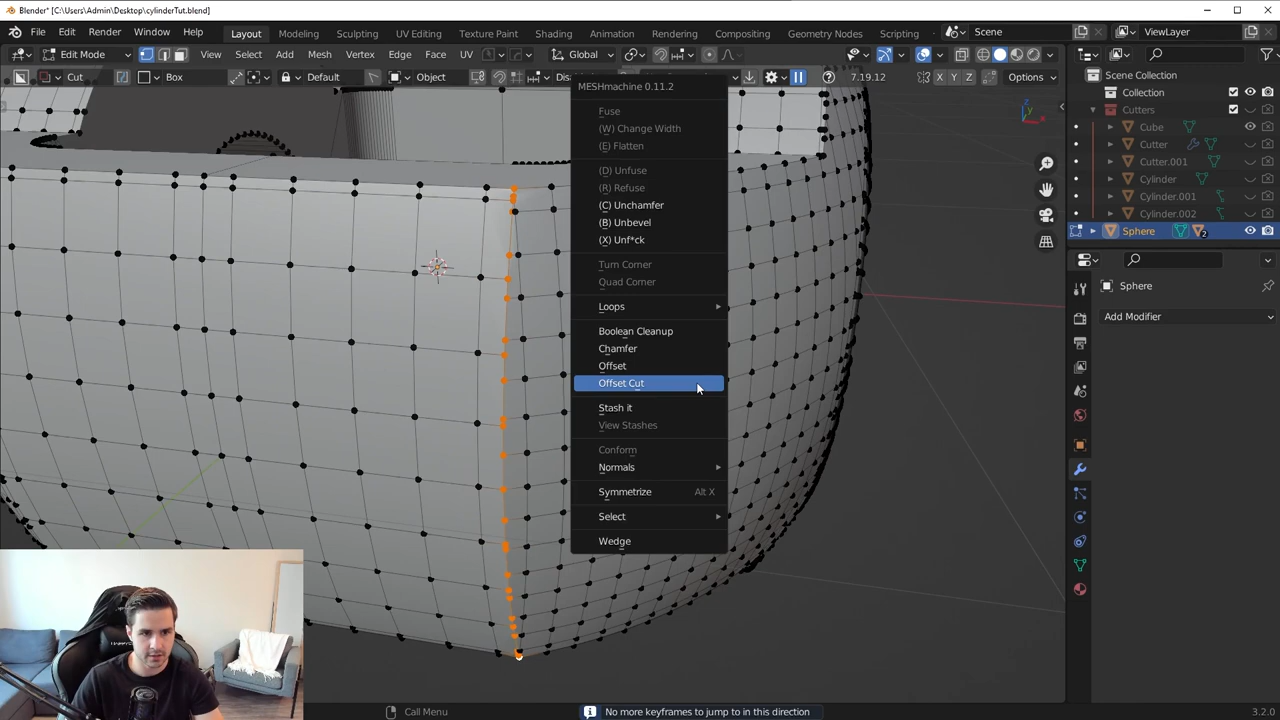 Blender* [C:\Users\Admin\Desktop\cylinderTut.blend]
File Edit Render Window Help Layout Modeling Sculpting UV Editing Texture Paint Shading Animation Rendering Compositing Geometry Nodes Scripting Scene ViewLayer
Edit Mode View Select Add Mesh Vertex Edge Face UV Global
Cut Box Default Object 7.19.12 X Y Z Options
MESHmachine 0.11.2
Fuse
(W) Change Width
(E) Flatten
(D) Unfuse
(R) Refuse
(C) Unchamfer
(B) Unbevel
(X) Unf*ck
Turn Corner
Quad Corner
Loops
Boolean Cleanup
Chamfer
Offset
Offset Cut
Stash it
View Stashes
Conform
Normals
Symmetrize Alt X
Select
Wedge
Scene Collection
Collection
Cutters
Cube
Cutter
Cutter.001
Cylinder
Cylinder.001
Cylinder.002
Sphere 2
Sphere
Add Modifier
Call Menu
No more keyframes to jump to in this direction
3.2.0